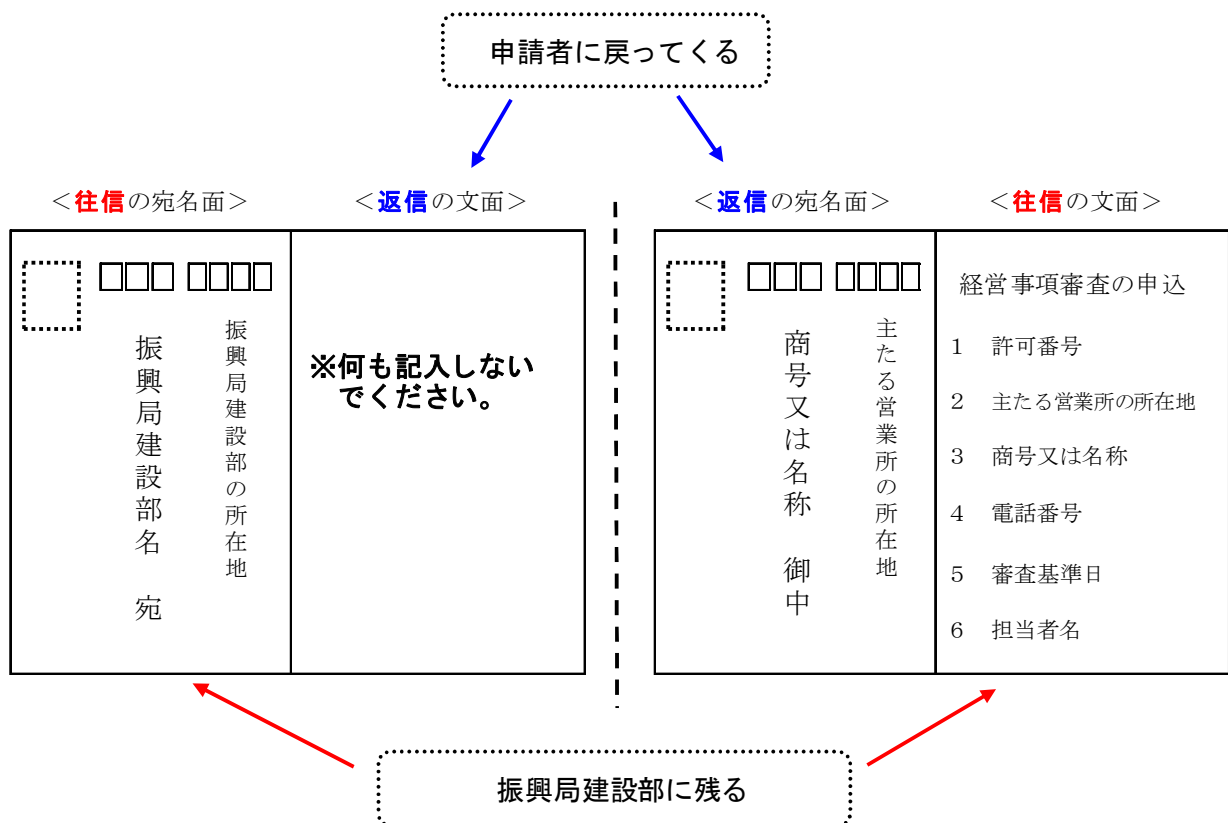 申請者に戻ってくる
＜往信の宛名面＞
＜返信の文面＞
＜返信の宛名面＞
＜往信の文面＞
振興局建設部の所在地
振興局建設部名　宛
※何も記入しない
でください。
主たる営業所の所在地
商号又は名称　御中
経営事項審査の申込
1　許可番号
2　主たる営業所の所在地
3　商号又は名称
4　電話番号
5　審査基準日
6　担当者名
振興局建設部に残る